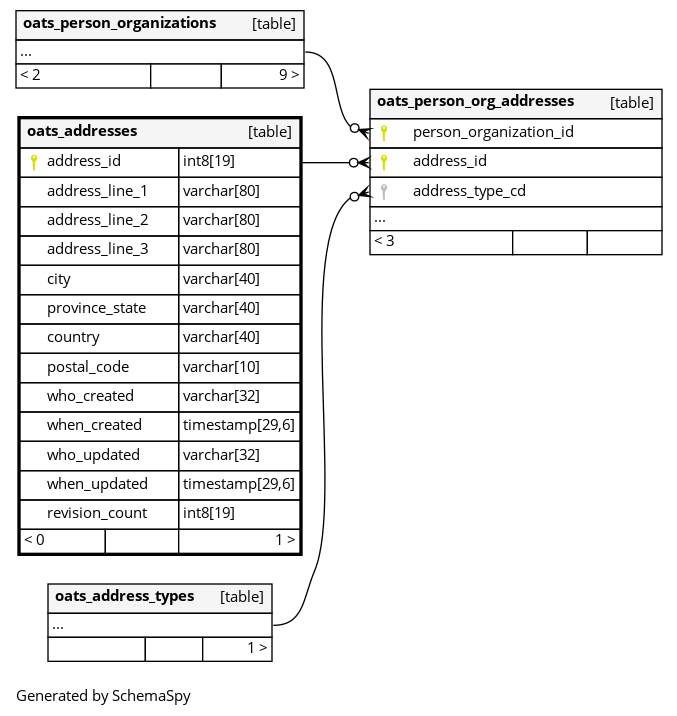 oats_person_organizations [table]
...
< 2 9 >
oats_person_org_addresses [table]
person_organization_id
address_id
address_type_cd
...
< 3
oats_addresses [table]
address_id int8[19]
address_line_1 varchar[80]
address_line_2 varchar[80]
address_line_3 varchar[80]
city varchar[40]
province_state varchar[40]
country varchar[40]
postal_code varchar[10]
who_created varchar[32]
when_created timestamp[29,6]
who_updated varchar[32]
when_updated timestamp[29,6]
revision_count int8[19]
< 0 1 >
oats_address_types [table]
...
1 >
Generated by SchemaSpy